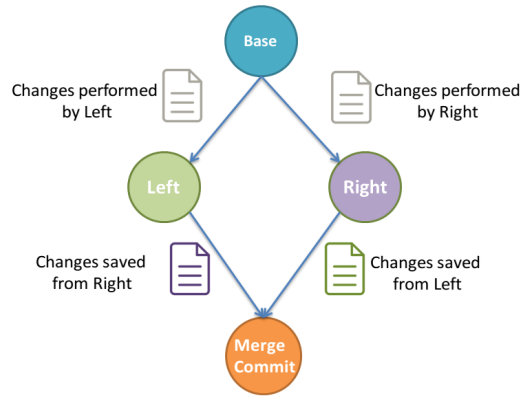 Base
Changes performed
by Left
Changes performed
by Right
Left
Right
Changes saved
from Right
Changes saved
from Left
Merge
Commit